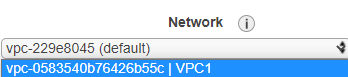 Network i
vpc-229e8045 (default)
vpc-0583540b76426b55c | VPC1